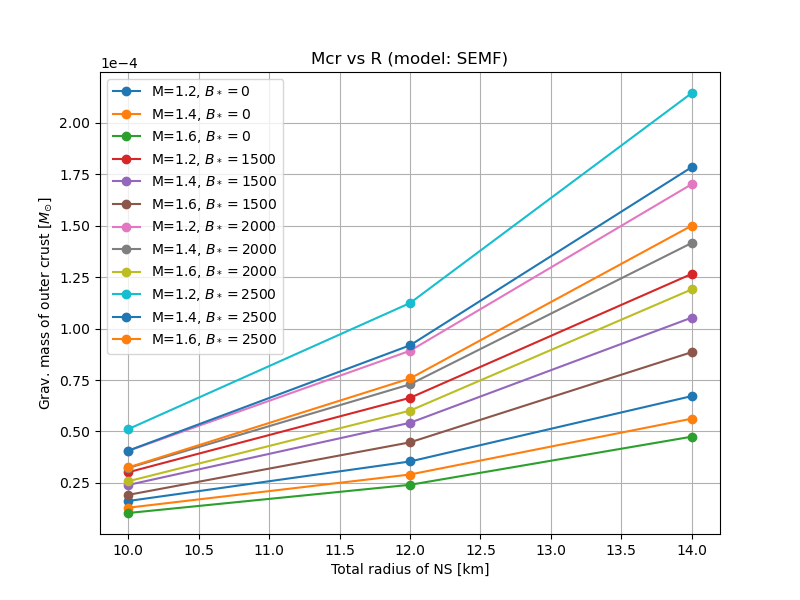 Mcr vs R (model: SEMF)
1e−4
2.00
1.75
1.50
1.25
1.00
0.75
0.50
0.25
Grav. mass of outer crust [M⊙]
M=1.2, B* = 0
M=1.4, B* = 0
M=1.6, B* = 0
M=1.2, B* = 1500
M=1.4, B* = 1500
M=1.6, B* = 1500
M=1.2, B* = 2000
M=1.4, B* = 2000
M=1.6, B* = 2000
M=1.2, B* = 2500
M=1.4, B* = 2500
M=1.6, B* = 2500
10.0 10.5 11.0 11.5 12.0 12.5 13.0 13.5 14.0
Total radius of NS [km]